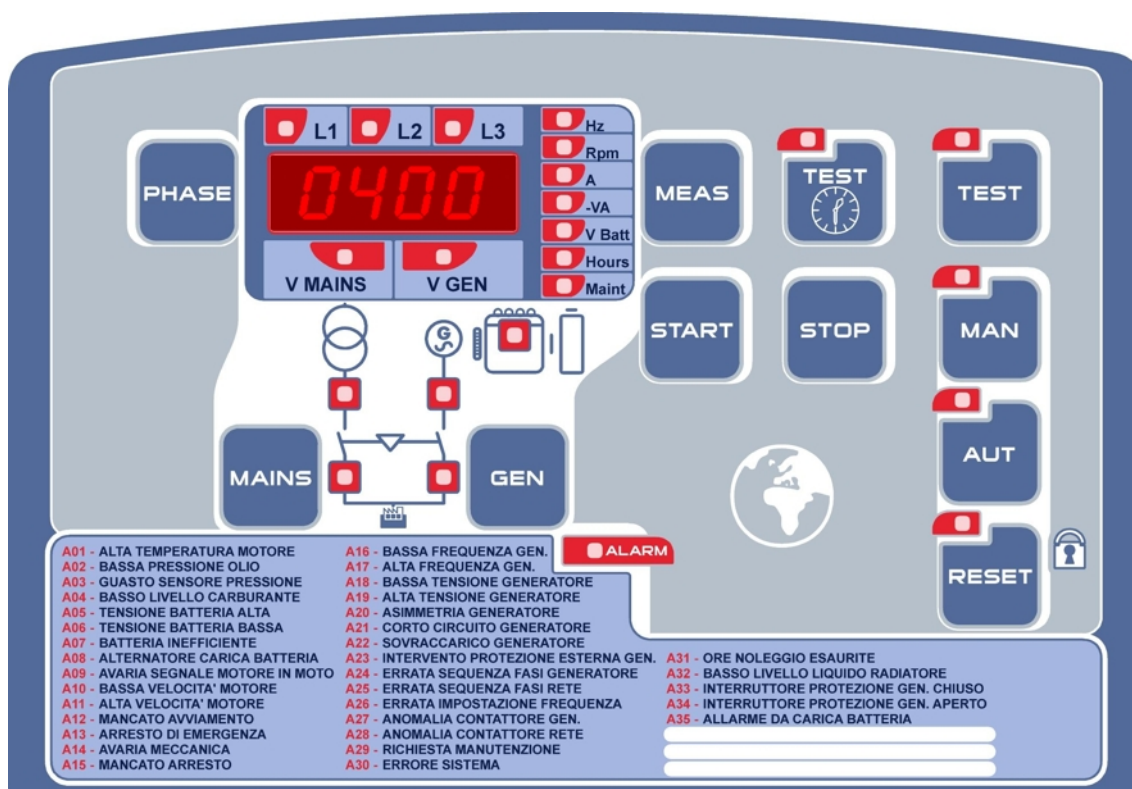 L1 L2 L3
Hz
Rpm
A
-VA
V Batt
Hours
Maint
0400
V MAINS V GEN
PHASE
MEAS
TEST
TEST
START
STOP
MAN
G
MAINS
GEN
AUT
RESET
ALARM
A01 - ALTA TEMPERATURA MOTORE
A02 - BASSA PRESSIONE OLIO
A03 - GUASTO SENSORE PRESSIONE
A04 - BASSO LIVELLO CARBURANTE
A05 - TENSIONE BATTERIA ALTA
A06 - TENSIONE BATTERIA BASSA
A07 - BATTERIA INEFFICIENTE
A08 - ALTERNATORE CARICA BATTERIA
A09 - AVARIA SEGNALE MOTORE IN MOTO
A10 - BASSA VELOCITA' MOTORE
A11 - ALTA VELOCITA' MOTORE
A12 - MANCATO AVVIAMENTO
A13 - ARRESTO DI EMERGENZA
A14 - AVARIA MECCANICA
A15 - MANCATO ARRESTO
A16 - BASSA FREQUENZA GEN.
A17 - ALTA FREQUENZA GEN.
A18 - BASSA TENSIONE GENERATORE
A19 - ALTA TENSIONE GENERATORE
A20 - ASIMMETRIA GENERATORE
A21 - CORTO CIRCUITO GENERATORE
A22 - SOVRACCARICO GENERATORE
A23 - INTERVENTO PROTEZIONE ESTERNA GEN.
A24 - ERRATA SEQUENZA FASI GENERATORE
A25 - ERRATA SEQUENZA FASI RETE
A26 - ERRATA IMPOSTAZIONE FREQUENZA
A27 - ANOMALIA CONTATTORE GEN.
A28 - ANOMALIA CONTATTORE RETE
A29 - RICHIESTA MANUTENZIONE
A30 - ERRORE SISTEMA
A31 - ORE NOLEGGIO ESAURITE
A32 - BASSO LIVELLO LIQUIDO RADIATORE
A33 - INTERRUTTORE PROTEZIONE GEN. CHIUSO
A34 - INTERRUTTORE PROTEZIONE GEN. APERTO
A35 - ALLARME DA CARICA BATTERIA